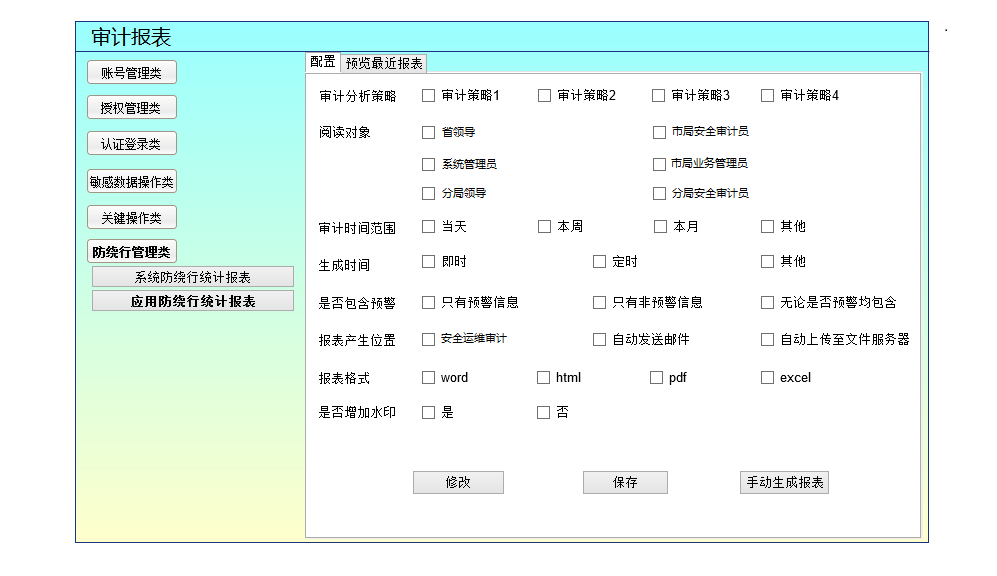 审计报表
账号管理类
授权管理类
认证登录类
敏感数据操作类
关键操作类
防绕行管理类
系统防绕行统计报表
应用防绕行统计报表
配置 预览最近报表
审计分析策略 审计策略1 审计策略2 审计策略3 审计策略4
阅读对象 省领导 市局安全审计员
系统管理员 市局业务管理员
分局领导 分局安全审计员
审计时间范围 当天 本周 本月 其他
生成时间 即时 定时 其他
是否包含预警 只有预警信息 只有非预警信息 无论是否预警均包含
报表产生位置 安全运维审计 自动发送邮件 自动上传至文件服务器
报表格式 word html pdf excel
是否增加水印 是 否
修改 保存 手动生成报表